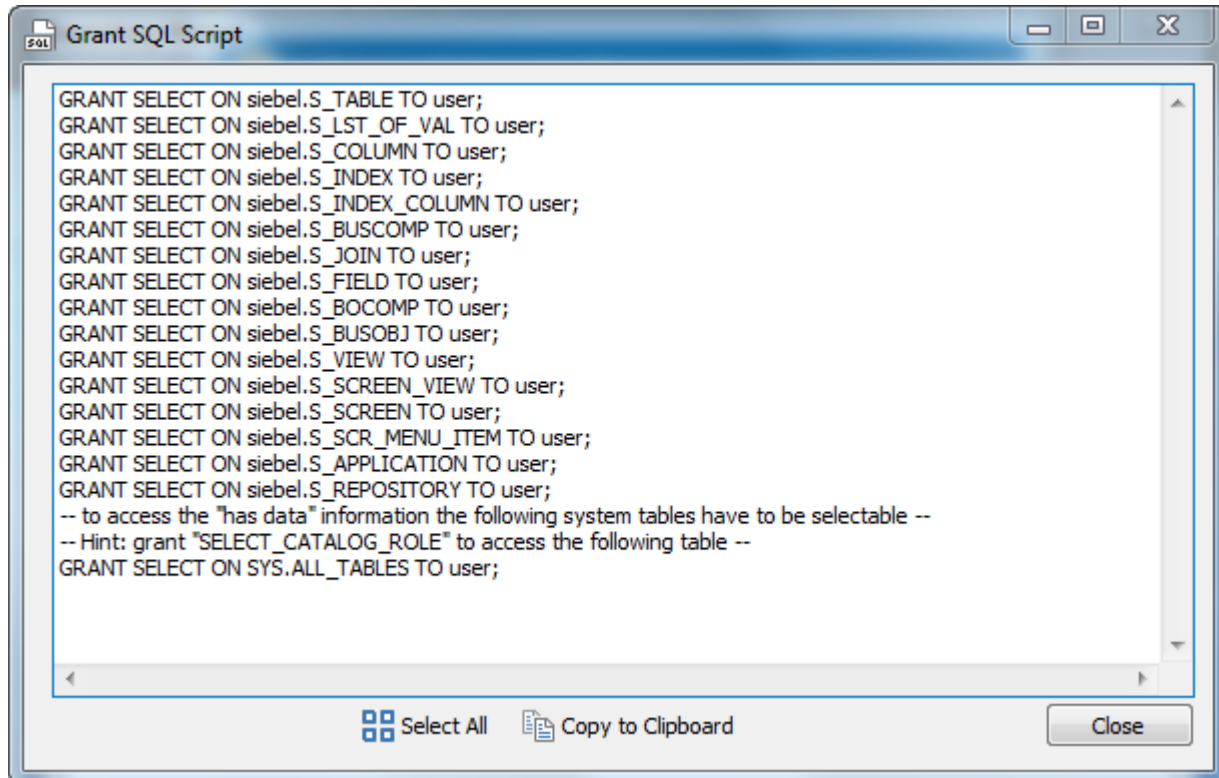 SQL Grant SQL Script
GRANT SELECT ON siebel.S_TABLE TO user;
GRANT SELECT ON siebel.S_LST_OF_VAL TO user;
GRANT SELECT ON siebel.S_COLUMN TO user;
GRANT SELECT ON siebel.S_INDEX TO user;
GRANT SELECT ON siebel.S_INDEX_COLUMN TO user;
GRANT SELECT ON siebel.S_BUSCOMP TO user;
GRANT SELECT ON siebel.S_JOIN TO user;
GRANT SELECT ON siebel.S_FIELD TO user;
GRANT SELECT ON siebel.S_BOCOMP TO user;
GRANT SELECT ON siebel.S_BUSOBJ TO user;
GRANT SELECT ON siebel.S_VIEW TO user;
GRANT SELECT ON siebel.S_SCREEN_VIEW TO user;
GRANT SELECT ON siebel.S_SCREEN TO user;
GRANT SELECT ON siebel.S_SCR_MENU_ITEM TO user;
GRANT SELECT ON siebel.S_APPLICATION TO user;
GRANT SELECT ON siebel.S_REPOSITORY TO user;
-- to access the "has data" information the following system tables have to be selectable --
-- Hint: grant "SELECT_CATALOG_ROLE" to access the following table --
GRANT SELECT ON SYS.ALL_TABLES TO user;
Select All Copy to Clipboard Close